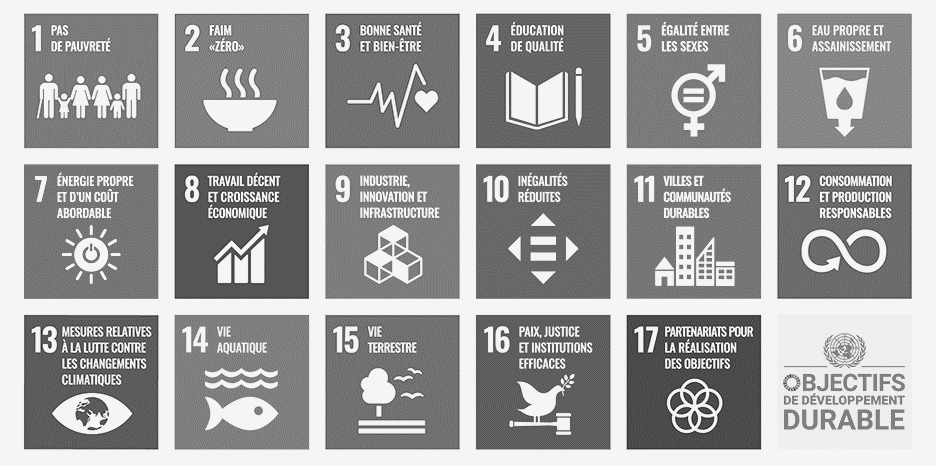 1 PAS
DE PAUVRETÉ
2 FAIM
«ZÉRO»
3 BONNE SANTÉ
ET BIEN-ÊTRE
4 ÉDUCATION
DE QUALITÉ
5 ÉGALITÉ ENTRE
LES SEXES
6 EAU PROPRE ET
ASSAINISSEMENT
7 ÉNERGIE PROPRE
ET D'UN COÛT
ABORDABLE
8 TRAVAIL DÉCENT
ET CROISSANCE
ÉCONOMIQUE
9 INDUSTRIE,
INNOVATION ET
INFRASTRUCTURE
10 INÉGALITÉS
RÉDUITES
11 VILLES ET
COMMUNAUTÉS
DURABLES
12 CONSOMMATION
ET PRODUCTION
RESPONSABLES
13 MESURES RELATIVES
À LA LUTTE CONTRE
LES CHANGEMENTS
CLIMATIQUES
14 VIE
AQUATIQUE
15 VIE
TERRESTRE
16 PAIX, JUSTICE
ET INSTITUTIONS
EFFICACES
17 PARTENARIATS POUR
LA RÉALISATION
DES OBJECTIFS
OBJECTIFS
DE DÉVELOPPEMENT
DURABLE